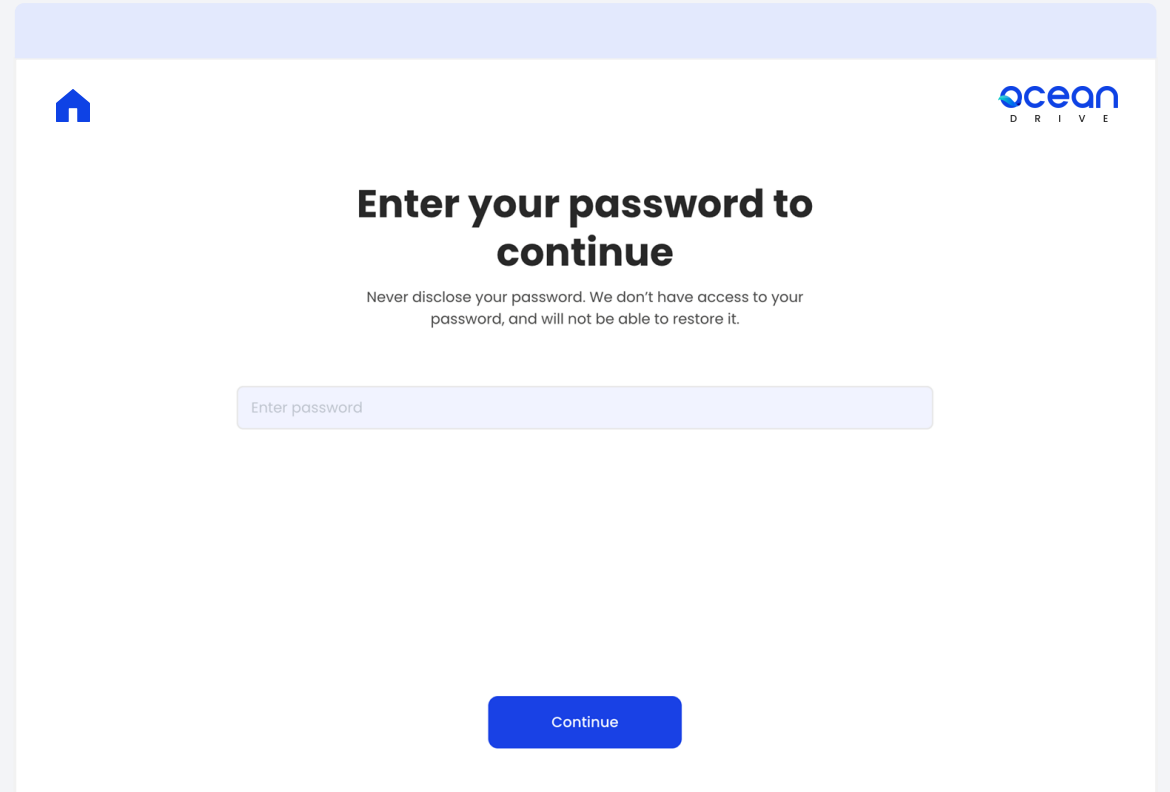 ocean
DRIVE
Enter your password to
continue
Never disclose your password. We don’t have access to your
password, and will not be able to restore it.
Enter password
Continue